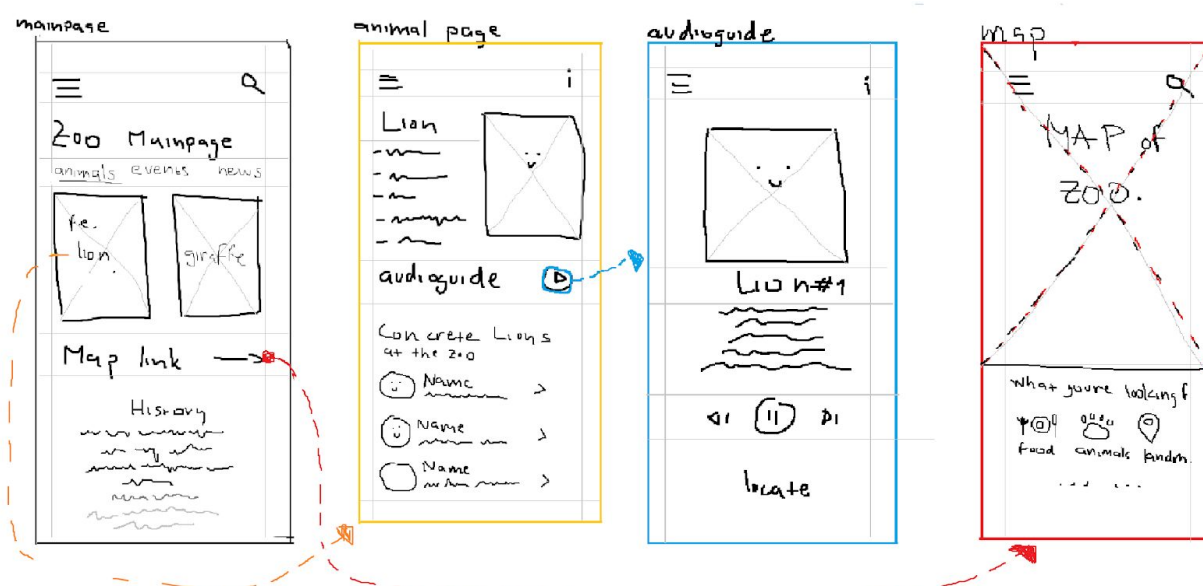 mainpage
Zoo Mainpage
animals events news
f.e.
lion.
giraffe
Map link
History
animal page
i
Lion
audioguide
Concrete Lions
at the zoo
Name
Name
Name
audioguide
i
Lion#1
locate
map
MAP of
ZOO.
What you're looking f
food animals landm.